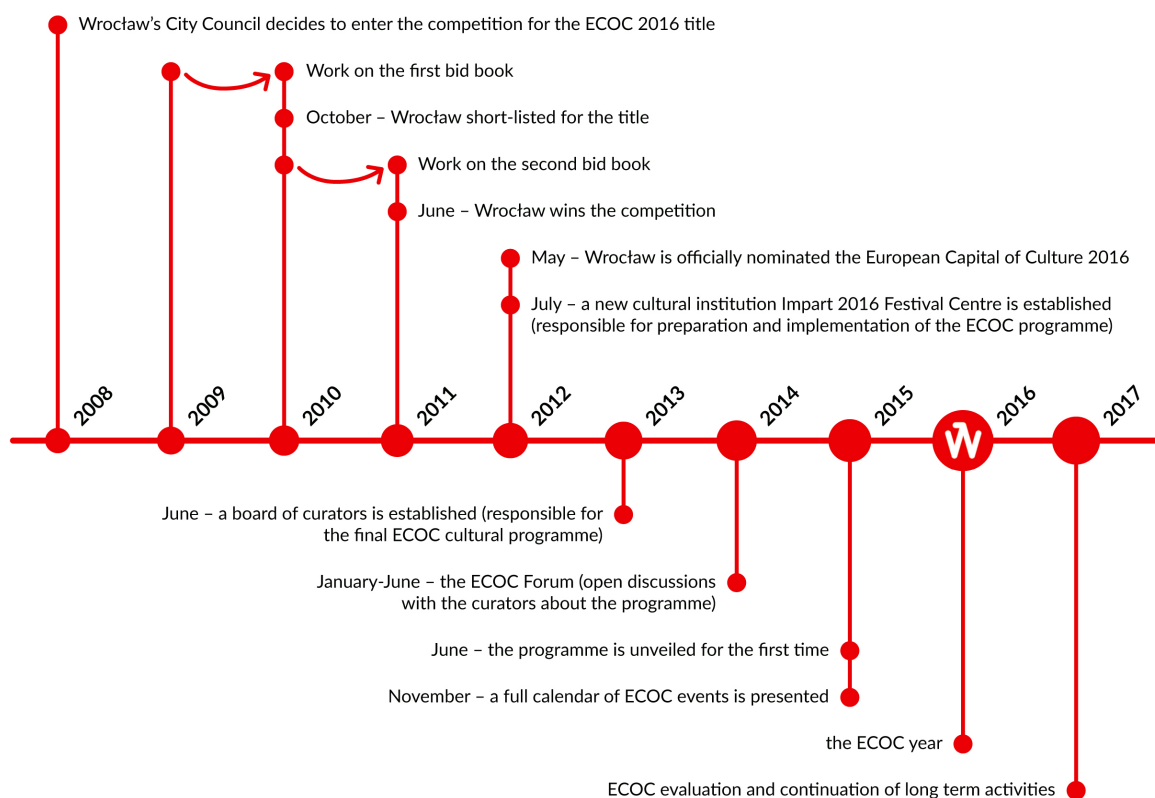 Wrocław’s City Council decides to enter the competition for the ECOC 2016 title
Work on the first bid book
October – Wrocław short-listed for the title
Work on the second bid book
June – Wrocław wins the competition
May – Wrocław is officially nominated the European Capital of Culture 2016
July – a new cultural institution Impart 2016 Festival Centre is established
(responsible for preparation and implementation of the ECOC programme)
2008
2009
2010
2011
2012
2013
2014
2015
2016
2017
W
June – a board of curators is established (responsible for
the final ECOC cultural programme)
January-June – the ECOC Forum (open discussions
with the curators about the programme)
June – the programme is unveiled for the first time
November – a full calendar of ECOC events is presented
the ECOC year
ECOC evaluation and continuation of long term activities